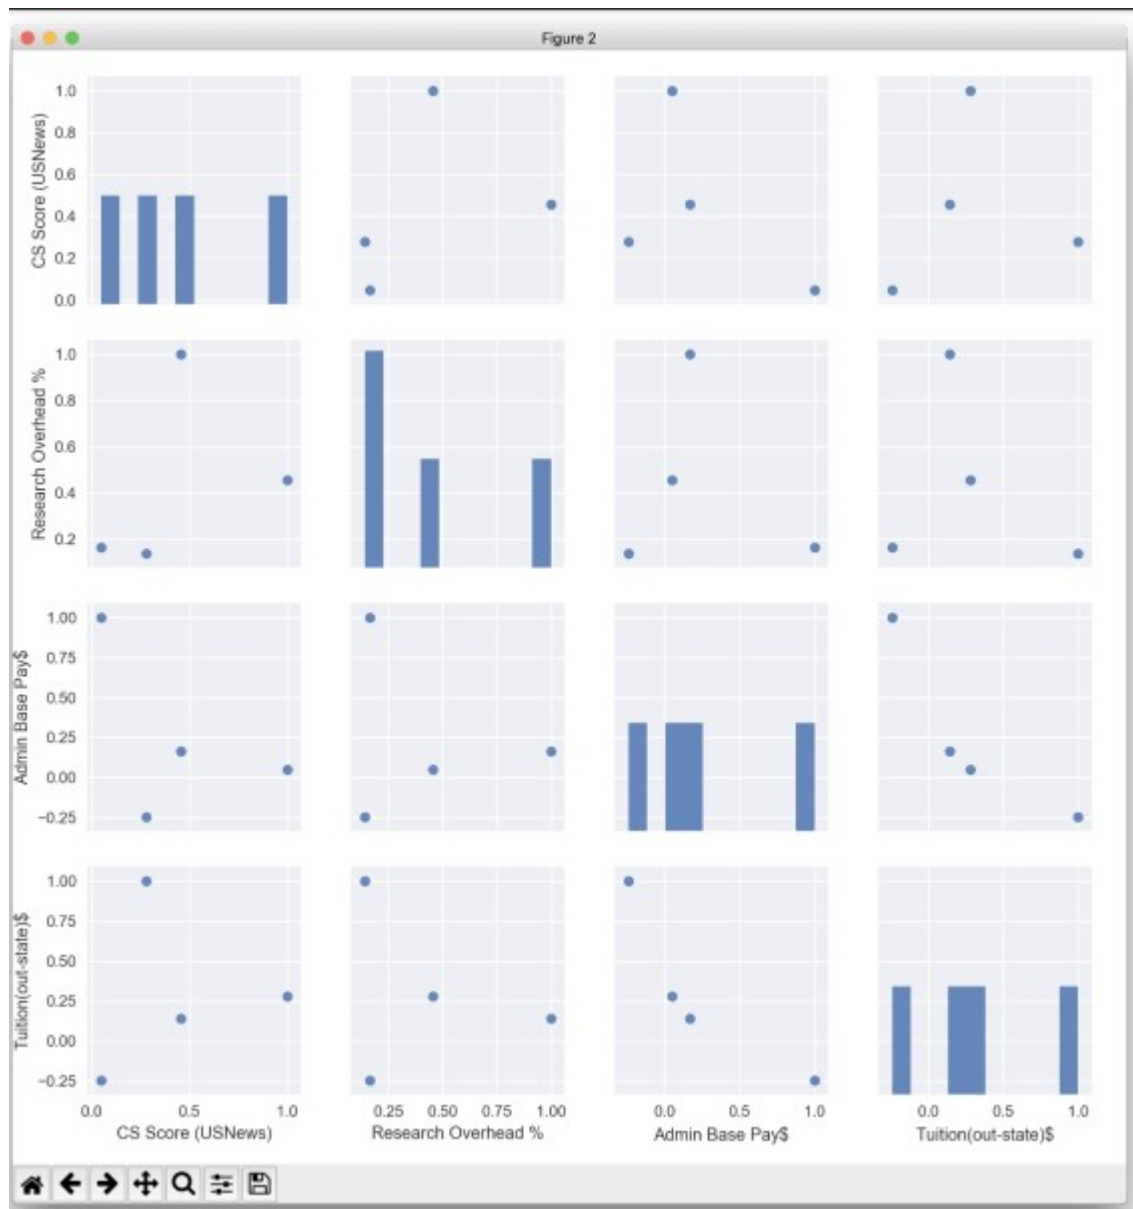 Figure 2
1.0
0.8
0.6
0.4
0.2
0.0
CS Score (USNews)
1.0
0.8
0.6
0.4
0.2
Research Overhead %
1.00
0.75
0.50
0.25
0.00
−0.25
Admin Base Pay$
1.00
0.75
0.50
0.25
0.00
−0.25
Tuition(out-state)$
0.0 0.5 1.0
CS Score (USNews)
0.25 0.50 0.75 1.00
Research Overhead %
0.0 0.5 1.0
Admin Base Pay$
0.0 0.5 1.0
Tuition(out-state)$